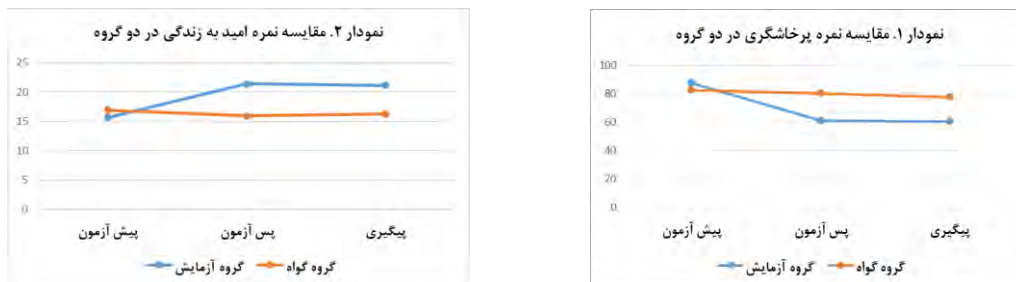 نمودار ۱. مقایسه نمره پرخاشگری در دو گروه
100
80
60
40
20
0
پیش آزمون پس آزمون پیگیری
گروه آزمایش گروه گواه
نمودار ۲. مقایسه نمره امید به زندگی در دو گروه
25
20
15
10
5
0
پیش آزمون پس آزمون پیگیری
گروه آزمایش گروه گواه